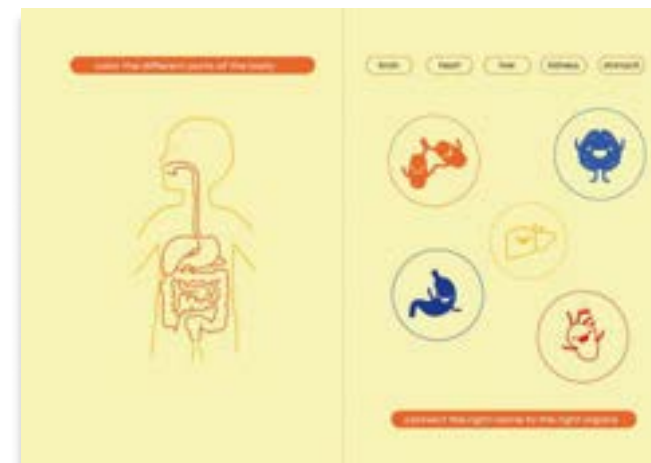 color the different parts of the body
brain heart liver kidneys stomach
connect the right name to the right organs